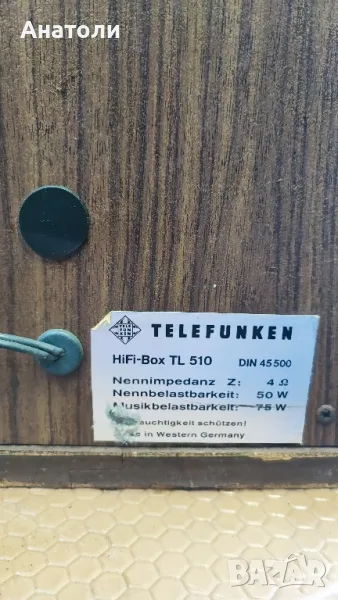 Анатоли
TELEFUNKEN
HiFi-Box TL 510 DIN 45500
Nennimpedanz Z: 4 Ω
Nennbelastbarkeit: 50 W
Musikbelastbarkeit: 75 W
schützen!
in Western Germany
BAZAR